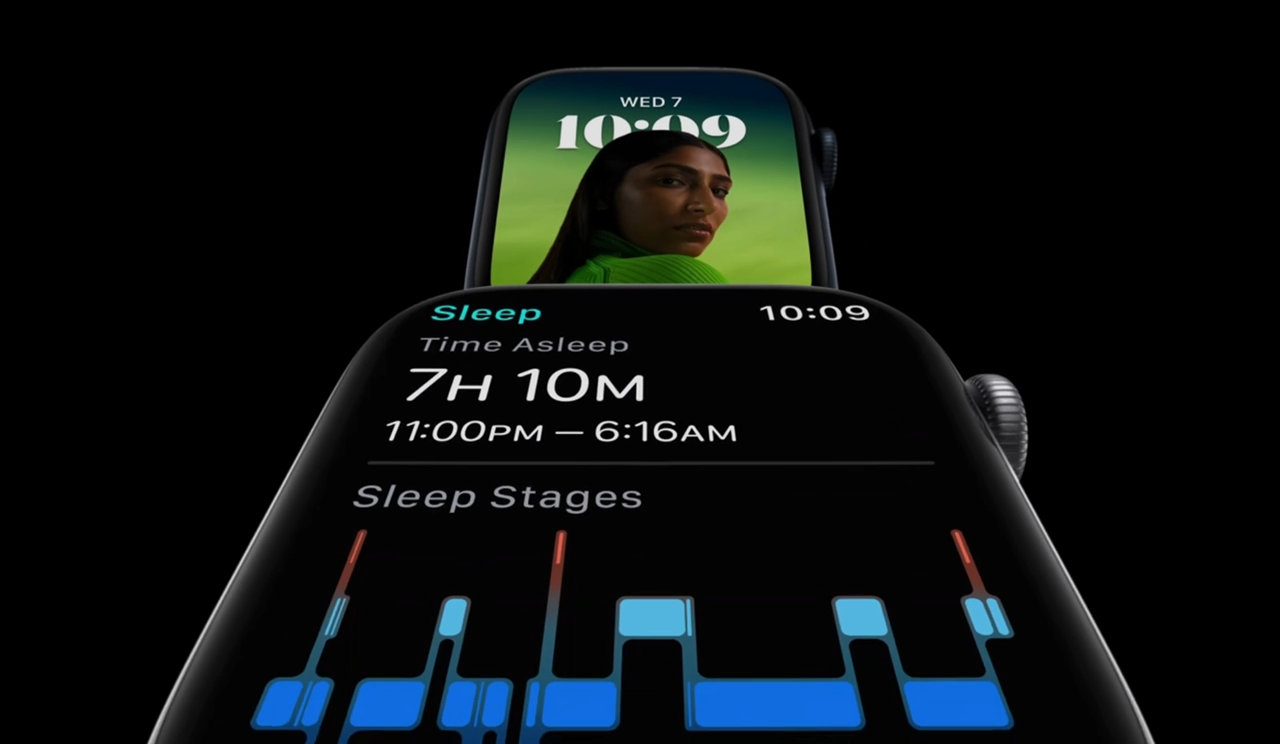 WED 7
10:09
Sleep 10:09
Time Asleep
7H 10M
11:00PM – 6:16AM
Sleep Stages